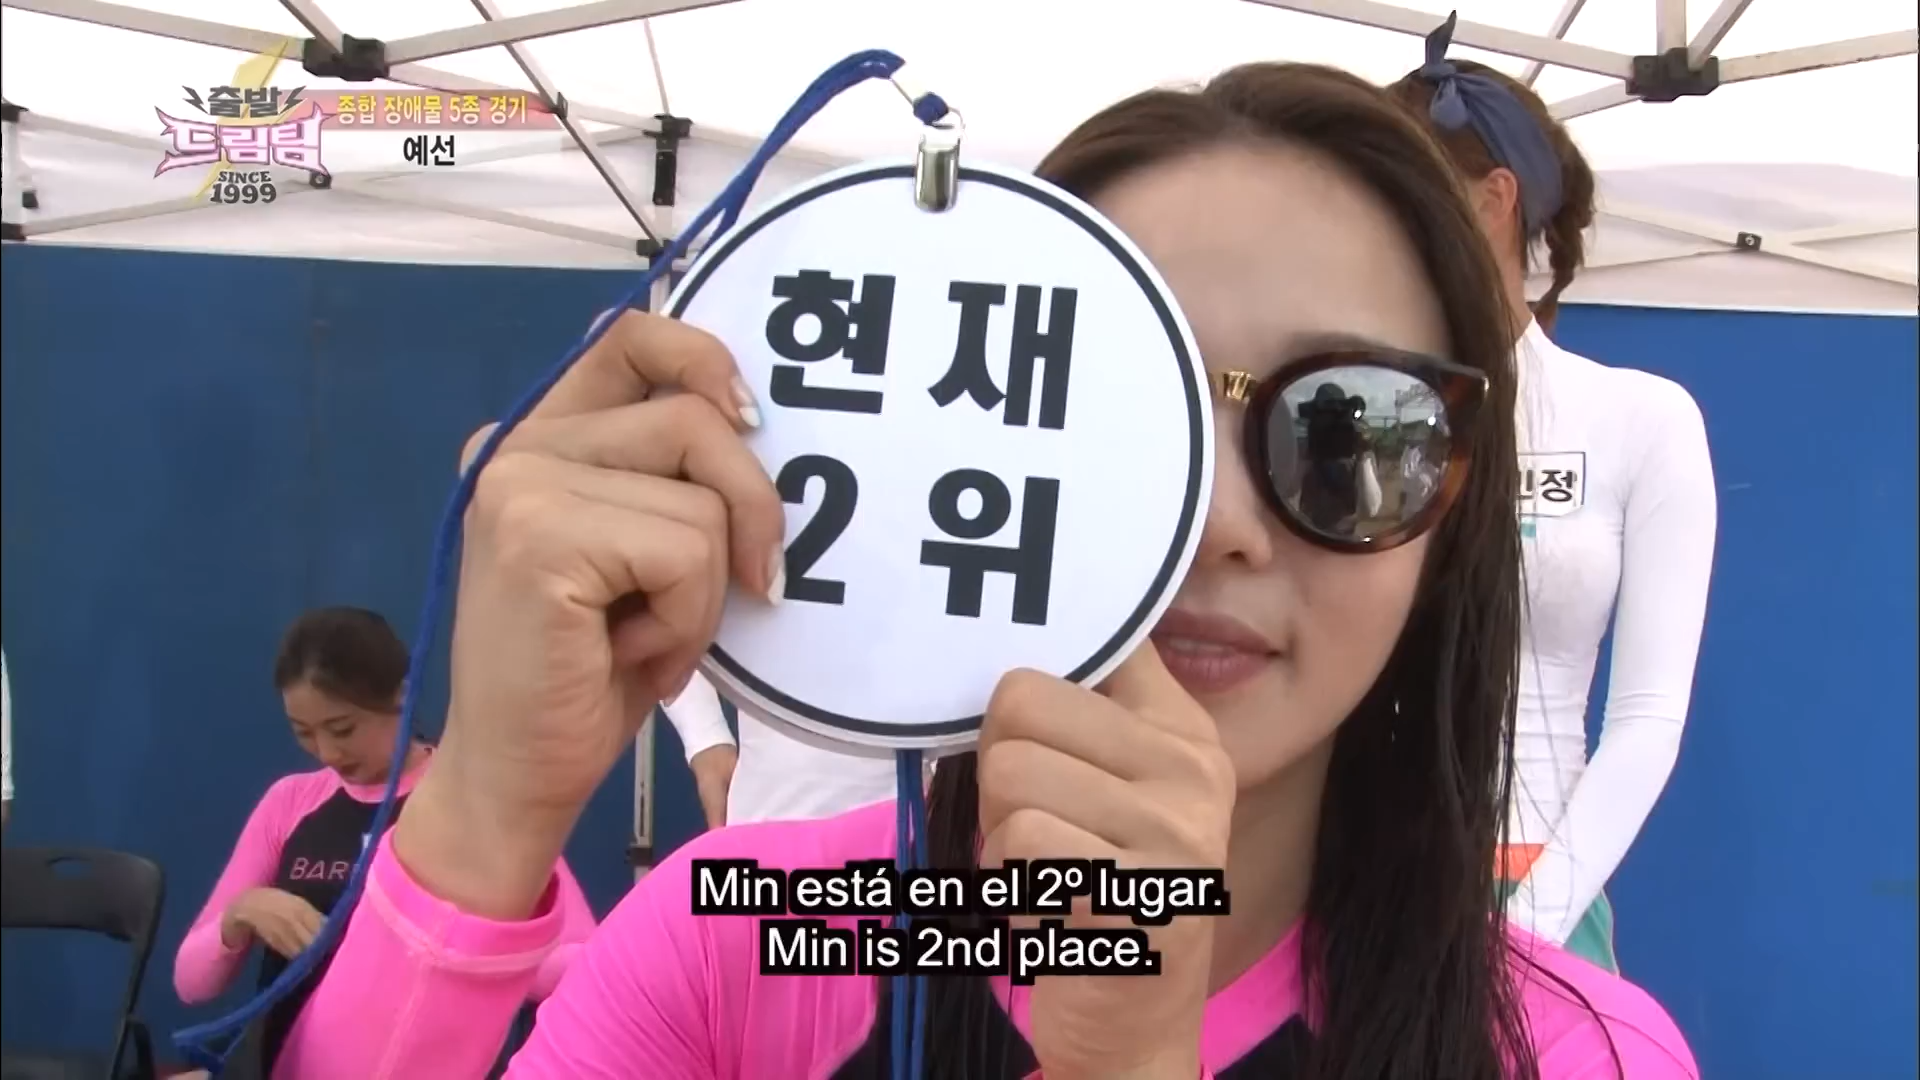 출발
드림팀
SINCE
1999
종합 장애물 5종 경기
예선
현재
2위
민정
BAR
Min está en el 2º lugar.
Min is 2nd place.